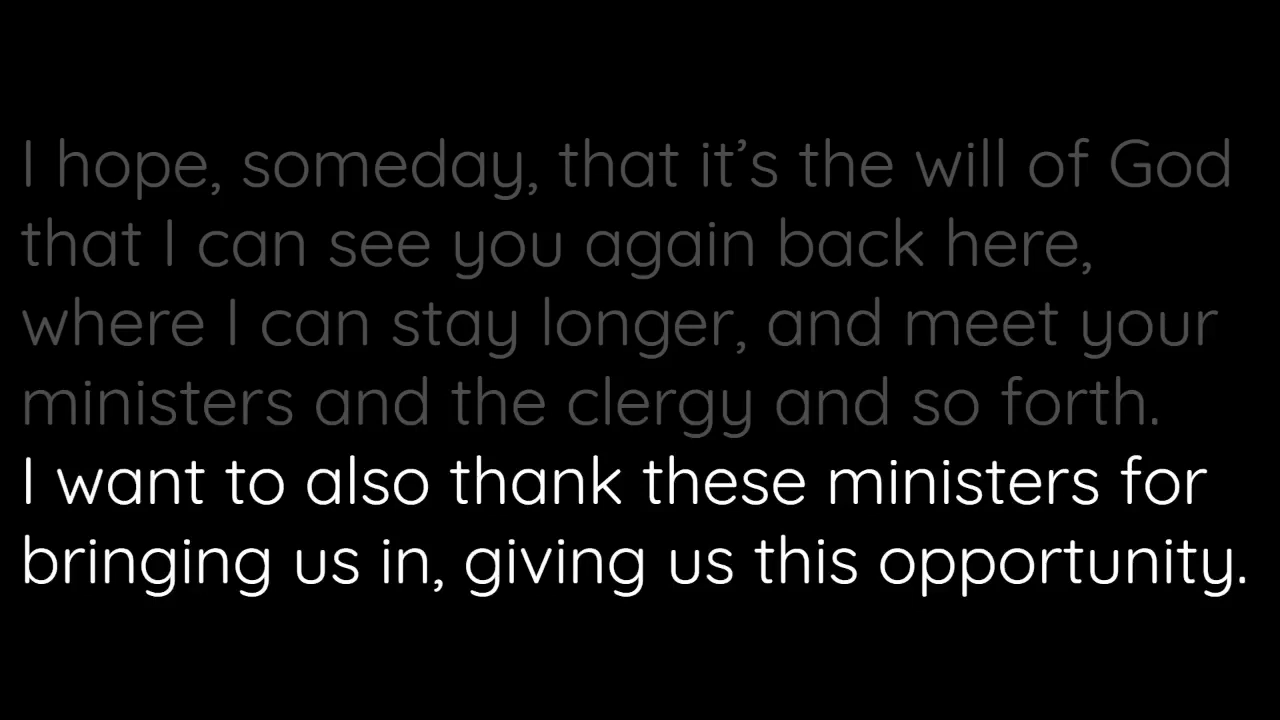 I hope, someday, that it’s the will of God
that I can see you again back here,
where I can stay longer, and meet your
ministers and the clergy and so forth.
I want to also thank these ministers for
bringing us in, giving us this opportunity.